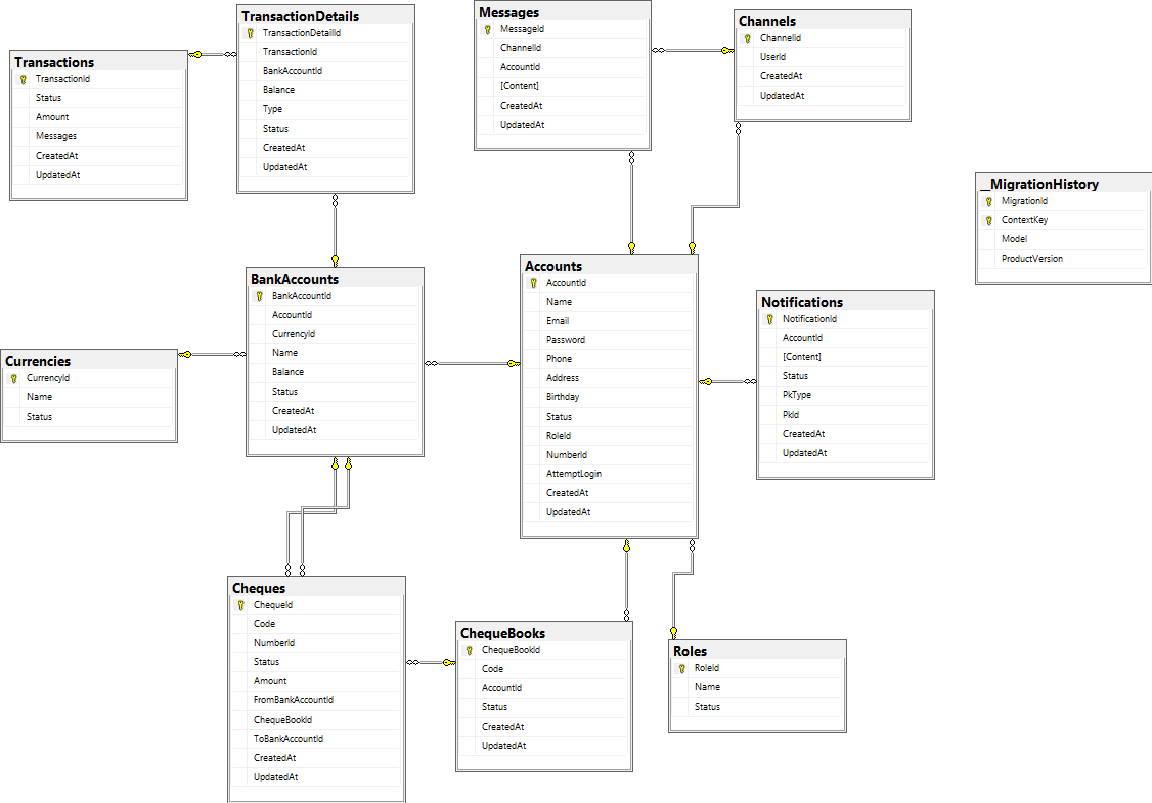 TransactionDetails
TransactionDetailId
TransactionId
BankAccountId
Balance
Type
Status
CreatedAt
UpdatedAt
Messages
MessageId
ChannelId
AccountId
[Content]
CreatedAt
UpdatedAt
Channels
ChannelId
UserId
CreatedAt
UpdatedAt
Transactions
TransactionId
Status
Amount
Messages
CreatedAt
UpdatedAt
__MigrationHistory
MigrationId
ContextKey
Model
ProductVersion
BankAccounts
BankAccountId
AccountId
CurrencyId
Name
Balance
Status
CreatedAt
UpdatedAt
Accounts
AccountId
Name
Email
Password
Phone
Address
Birthday
Status
RoleId
NumberId
AttemptLogin
CreatedAt
UpdatedAt
Notifications
NotificationId
AccountId
[Content]
Status
PkType
PkId
CreatedAt
UpdatedAt
Currencies
CurrencyId
Name
Status
Cheques
ChequeId
Code
NumberId
Status
Amount
FromBankAccountId
ChequeBookId
ToBankAccountId
CreatedAt
UpdatedAt
ChequeBooks
ChequeBookId
Code
AccountId
Status
CreatedAt
UpdatedAt
Roles
RoleId
Name
Status